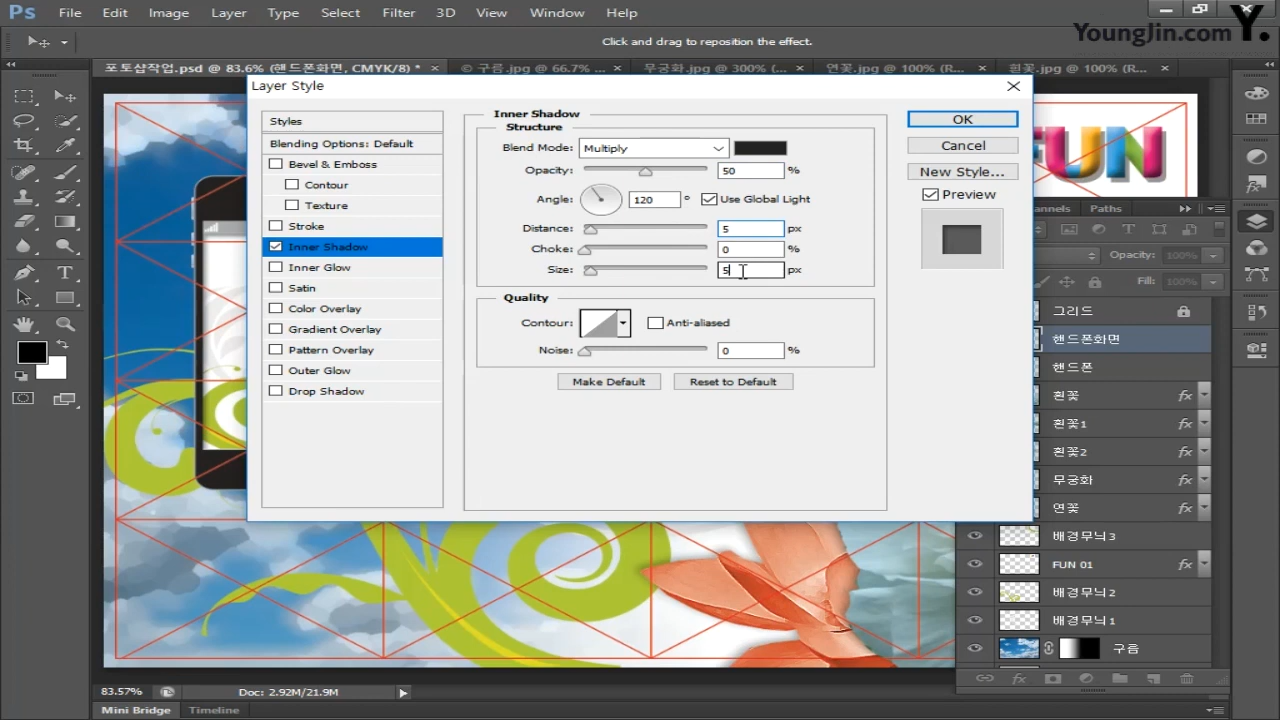 Ps File Edit Image Layer Type Select Filter 3D View Window Help
Click and drag to reposition the effect.
YoungJin.com Y.
포토샵작업.psd @ 83.6% (핸드폰화면, CMYK/8) * × © 구름.jpg @ 66.7% ... × 무궁화.jpg @ 300% (... × 연꽃.jpg @ 100% (R... × 흰꽃.jpg @ 100% (R... ×
Layer Style
Styles
Blending Options: Default
Bevel & Emboss
Contour
Texture
Stroke
Inner Shadow
Inner Glow
Satin
Color Overlay
Gradient Overlay
Pattern Overlay
Outer Glow
Drop Shadow
Inner Shadow
Structure
Blend Mode: Multiply
Opacity: 50 %
Angle: 120 ° Use Global Light
Distance: 5 px
Choke: 0 %
Size: 5 px
Quality
Contour: Anti-aliased
Noise: 0 %
Make Default Reset to Default
OK
Cancel
New Style...
Preview
FUN
annels Paths
Opacity: 100%
Fill: 100%
그리드
핸드폰화면
핸드폰
흰꽃 fx
흰꽃1 fx
흰꽃2 fx
무궁화
연꽃
배경무늬3
FUN 01 fx
배경무늬2
배경무늬1
구름
83.57% Doc: 2.92M/21.9M
Mini Bridge Timeline